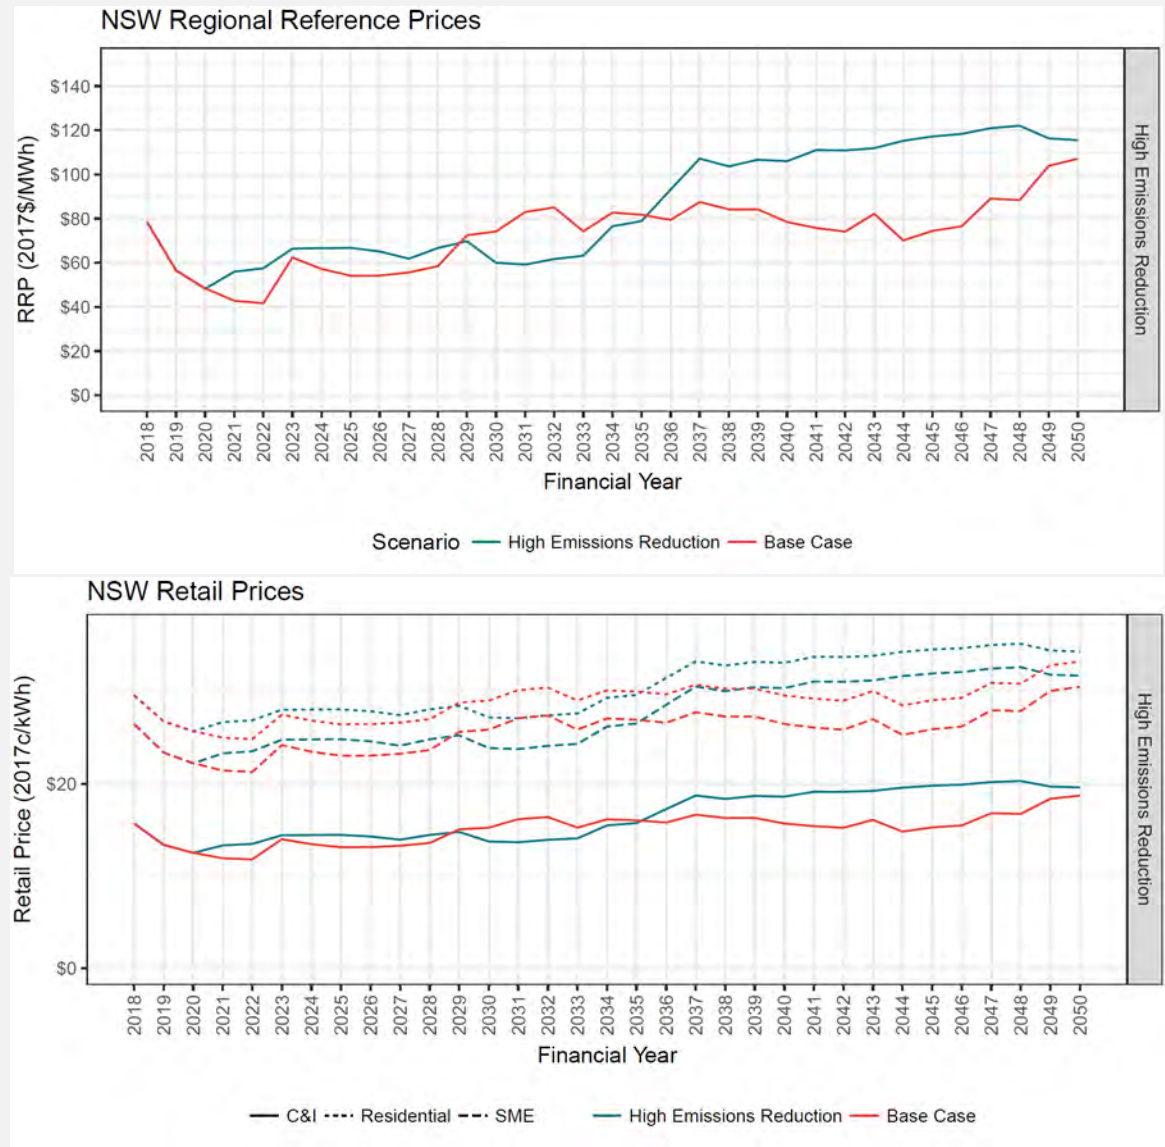 NSW Regional Reference Prices
RRP (2017$/MWh)
$140
$120
$100
$80
$60
$40
$20
$0
High Emissions Reduction
2018 2019 2020 2021 2022 2023 2024 2025 2026 2027 2028 2029 2030 2031 2032 2033 2034 2035 2036 2037 2038 2039 2040 2041 2042 2043 2044 2045 2046 2047 2048 2049 2050
Financial Year
Scenario High Emissions Reduction Base Case
NSW Retail Prices
Retail Price (2017c/kWh)
$20
$0
High Emissions Reduction
2018 2019 2020 2021 2022 2023 2024 2025 2026 2027 2028 2029 2030 2031 2032 2033 2034 2035 2036 2037 2038 2039 2040 2041 2042 2043 2044 2045 2046 2047 2048 2049 2050
Financial Year
C&I Residential SME High Emissions Reduction Base Case